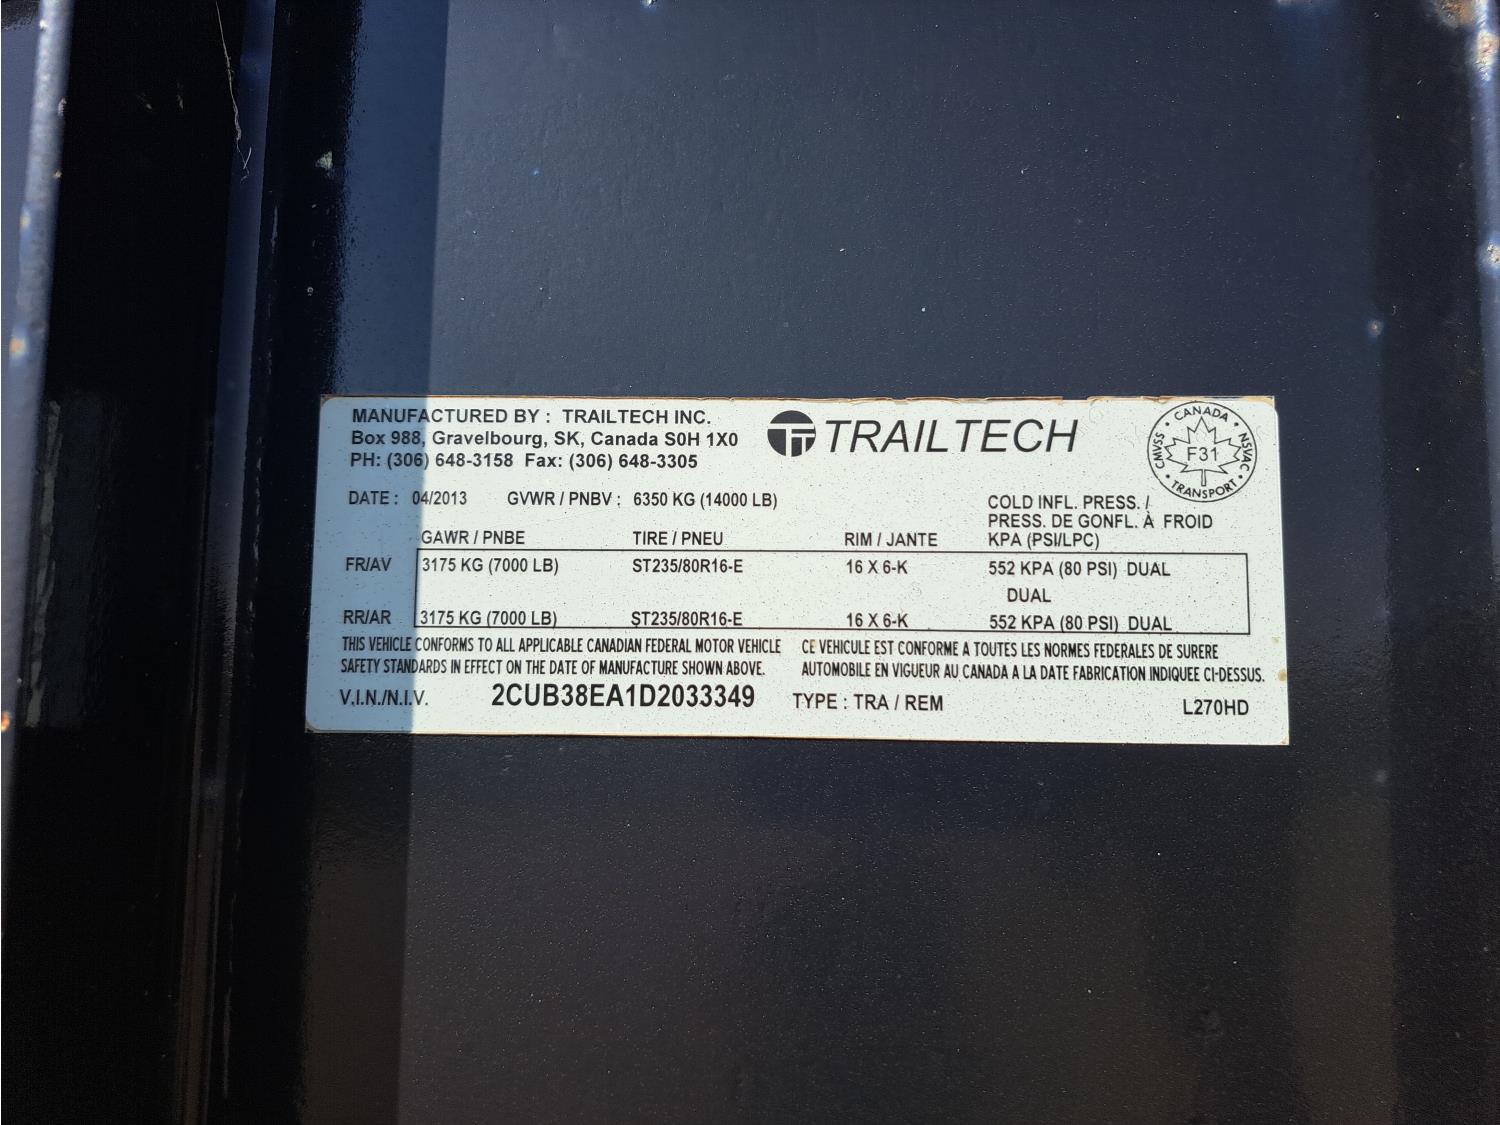 MANUFACTURED BY : TRAILTECH INC.
Box 988, Gravelbourg, SK, Canada S0H 1X0
PH: (306) 648-3158 Fax: (306) 648-3305
TRAILTECH
CANADA
CMVSS
F31
NSVAC
TRANSPORT
DATE : 04/2013 GVWR / PNBV : 6350 KG (14000 LB)
COLD INFL. PRESS. /
PRESS. DE GONFL. À FROID
GAWR / PNBE TIRE / PNEU RIM / JANTE KPA (PSI/LPC)
FR/AV 3175 KG (7000 LB) ST235/80R16-E 16 X 6-K 552 KPA (80 PSI) DUAL
DUAL
RR/AR 3175 KG (7000 LB) ST235/80R16-E 16 X 6-K 552 KPA (80 PSI) DUAL
THIS VEHICLE CONFORMS TO ALL APPLICABLE CANADIAN FEDERAL MOTOR VEHICLE
SAFETY STANDARDS IN EFFECT ON THE DATE OF MANUFACTURE SHOWN ABOVE.
CE VEHICULE EST CONFORME A TOUTES LES NORMES FEDERALES DE SURERE
AUTOMOBILE EN VIGUEUR AU CANADA A LA DATE FABRICATION INDIQUEE CI-DESSUS.
V.I.N./N.I.V. 2CUB38EA1D2033349 TYPE : TRA / REM L270HD